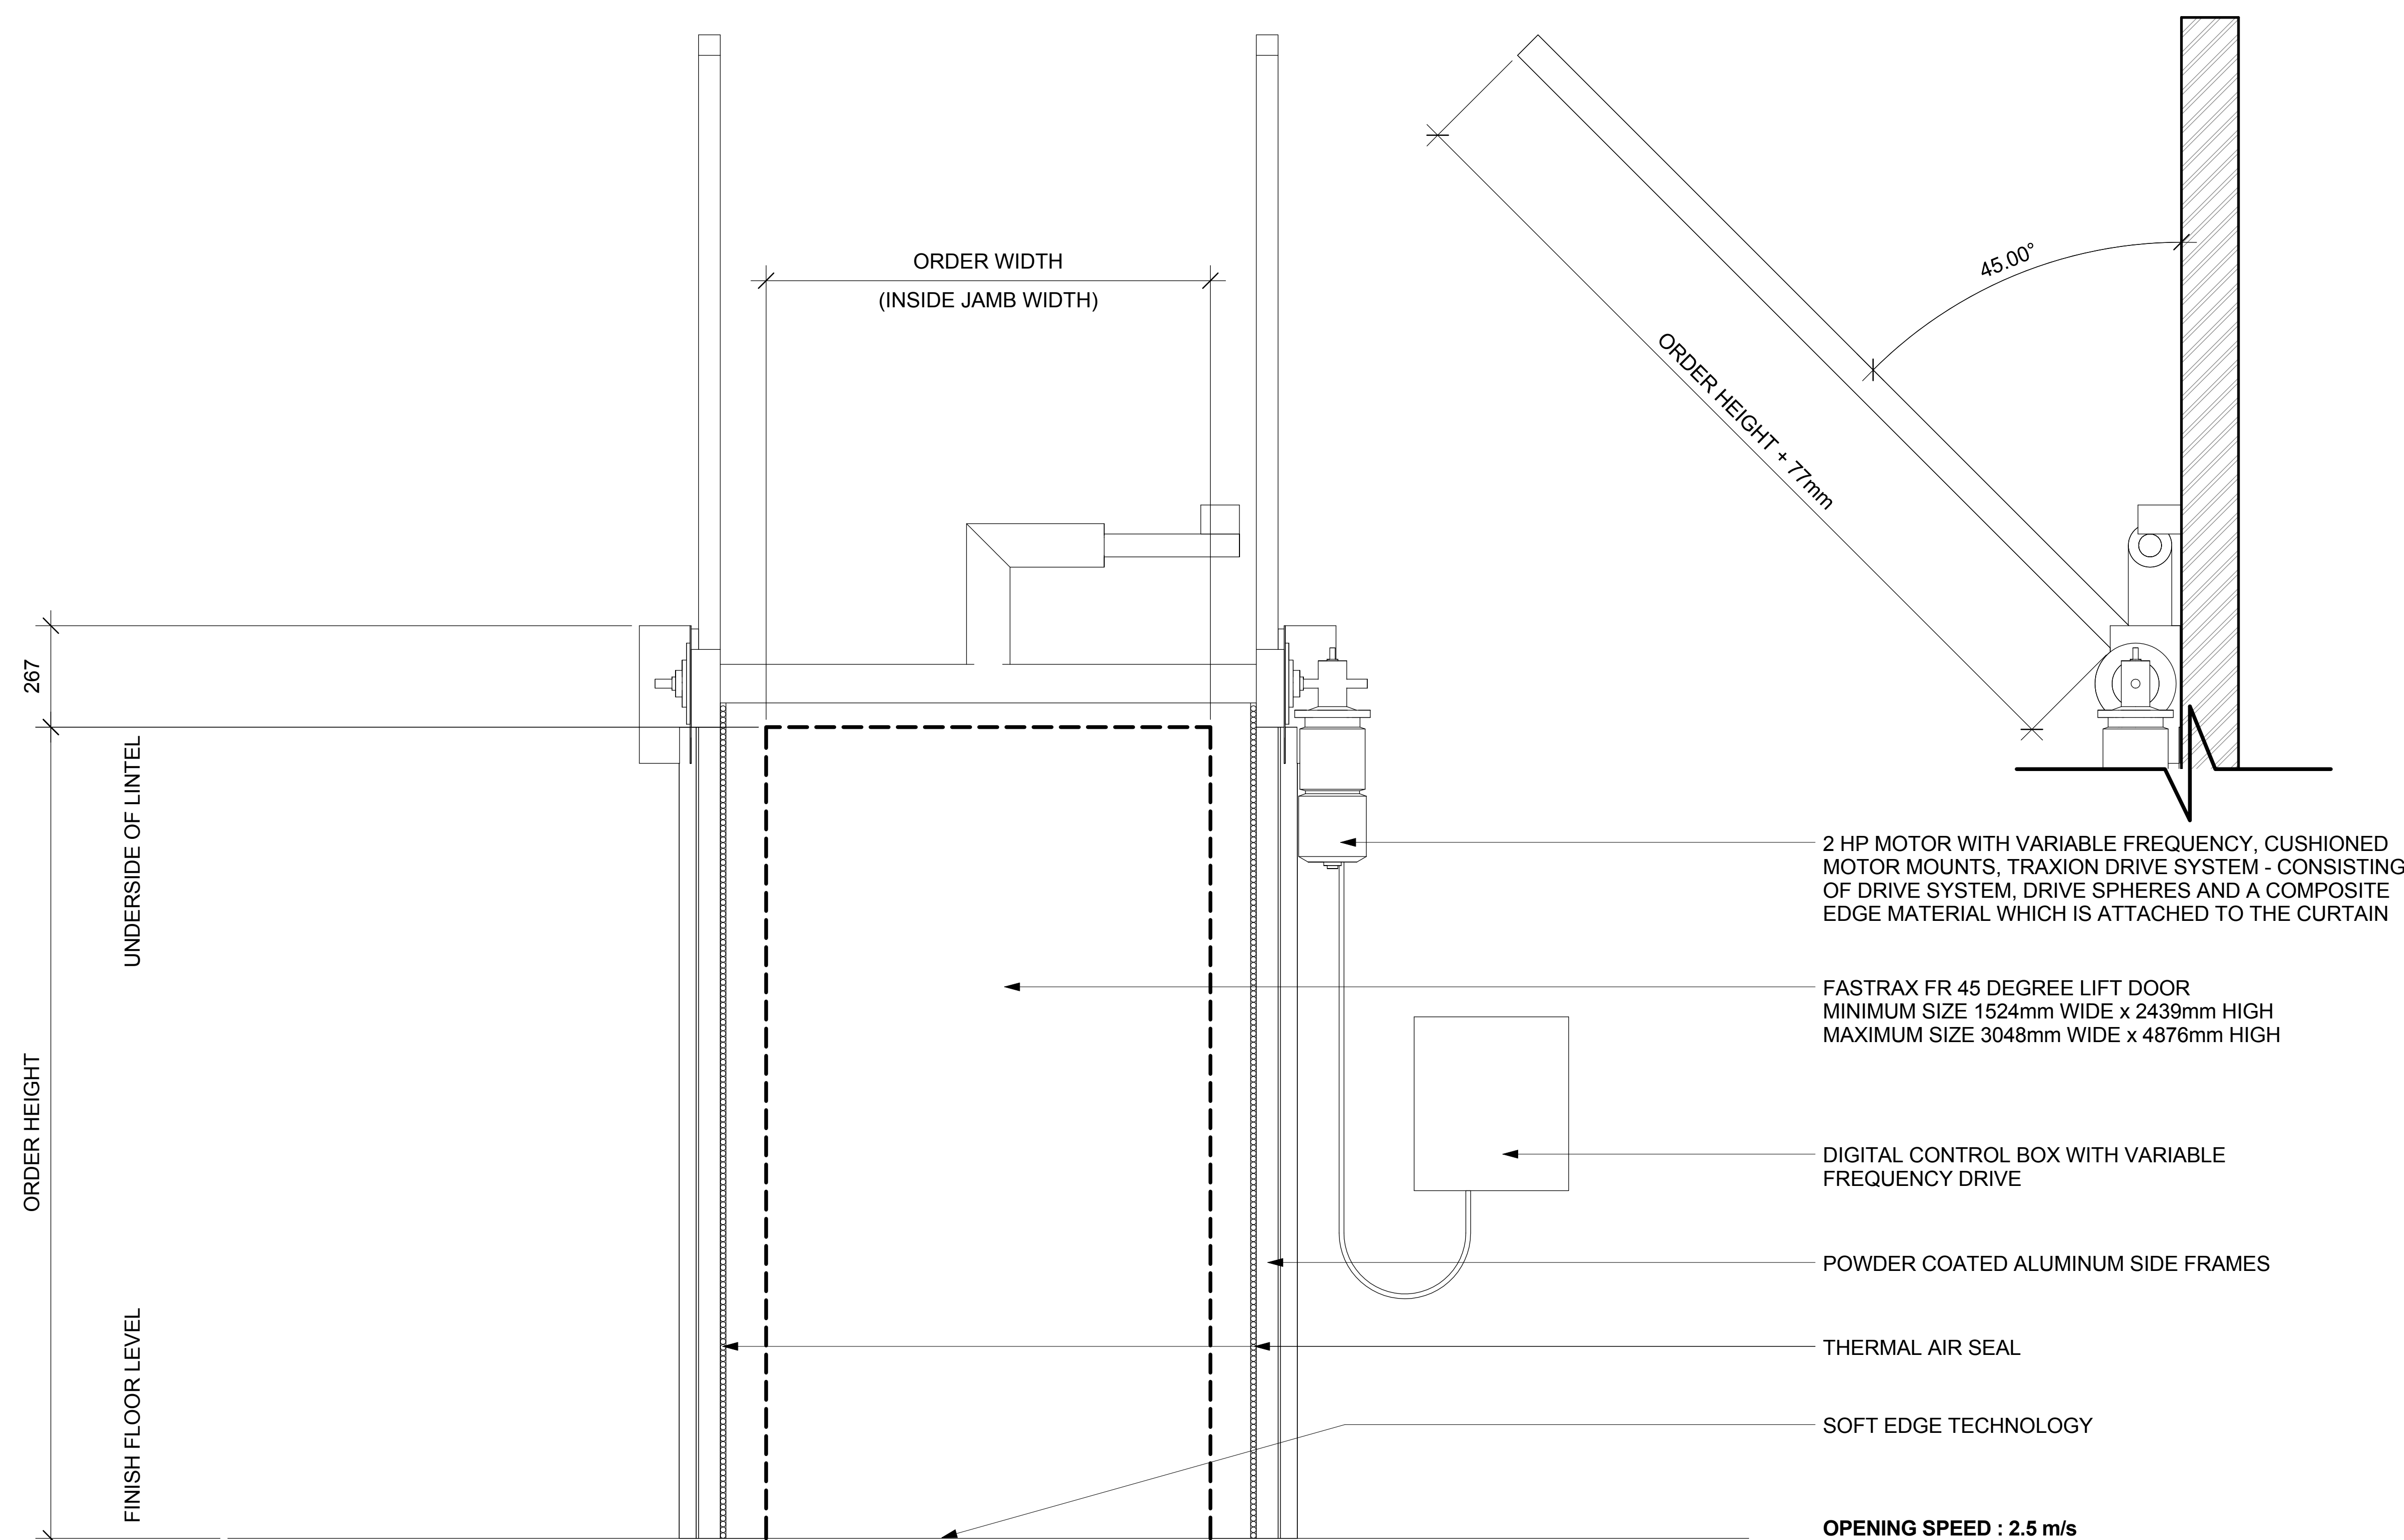 ORDER WIDTH
(INSIDE JAMB WIDTH)
45.00°
ORDER HEIGHT + 77mm
267
UNDERSIDE OF LINTEL
ORDER HEIGHT
FINISH FLOOR LEVEL
2 HP MOTOR WITH VARIABLE FREQUENCY, CUSHIONED
MOTOR MOUNTS, TRAXION DRIVE SYSTEM - CONSISTING
OF DRIVE SYSTEM, DRIVE SPHERES AND A COMPOSITE
EDGE MATERIAL WHICH IS ATTACHED TO THE CURTAIN
FASTRAX FR 45 DEGREE LIFT DOOR
MINIMUM SIZE 1524mm WIDE x 2439mm HIGH
MAXIMUM SIZE 3048mm WIDE x 4876mm HIGH
DIGITAL CONTROL BOX WITH VARIABLE
FREQUENCY DRIVE
POWDER COATED ALUMINUM SIDE FRAMES
THERMAL AIR SEAL
SOFT EDGE TECHNOLOGY
OPENING SPEED : 2.5 m/s